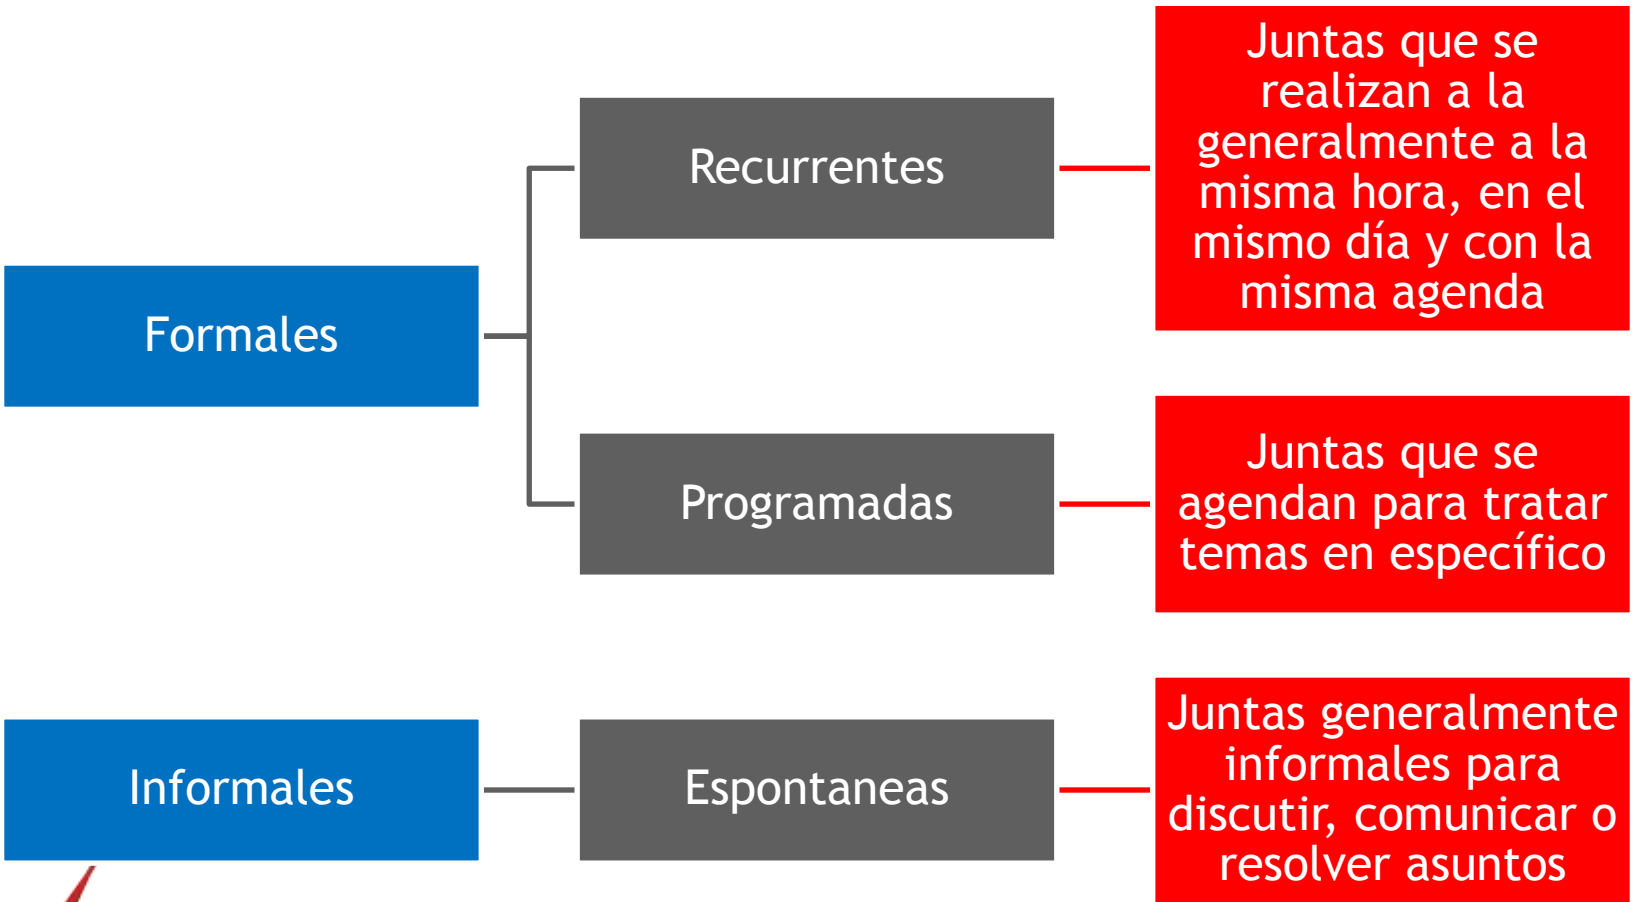 Formales
Recurrentes
Juntas que se
realizan a la
generalmente a la
misma hora, en el
mismo día y con la
misma agenda
Programadas
Juntas que se
agendan para tratar
temas en específico
Informales
Espontaneas
Juntas generalmente
informales para
discutir, comunicar o
resolver asuntos